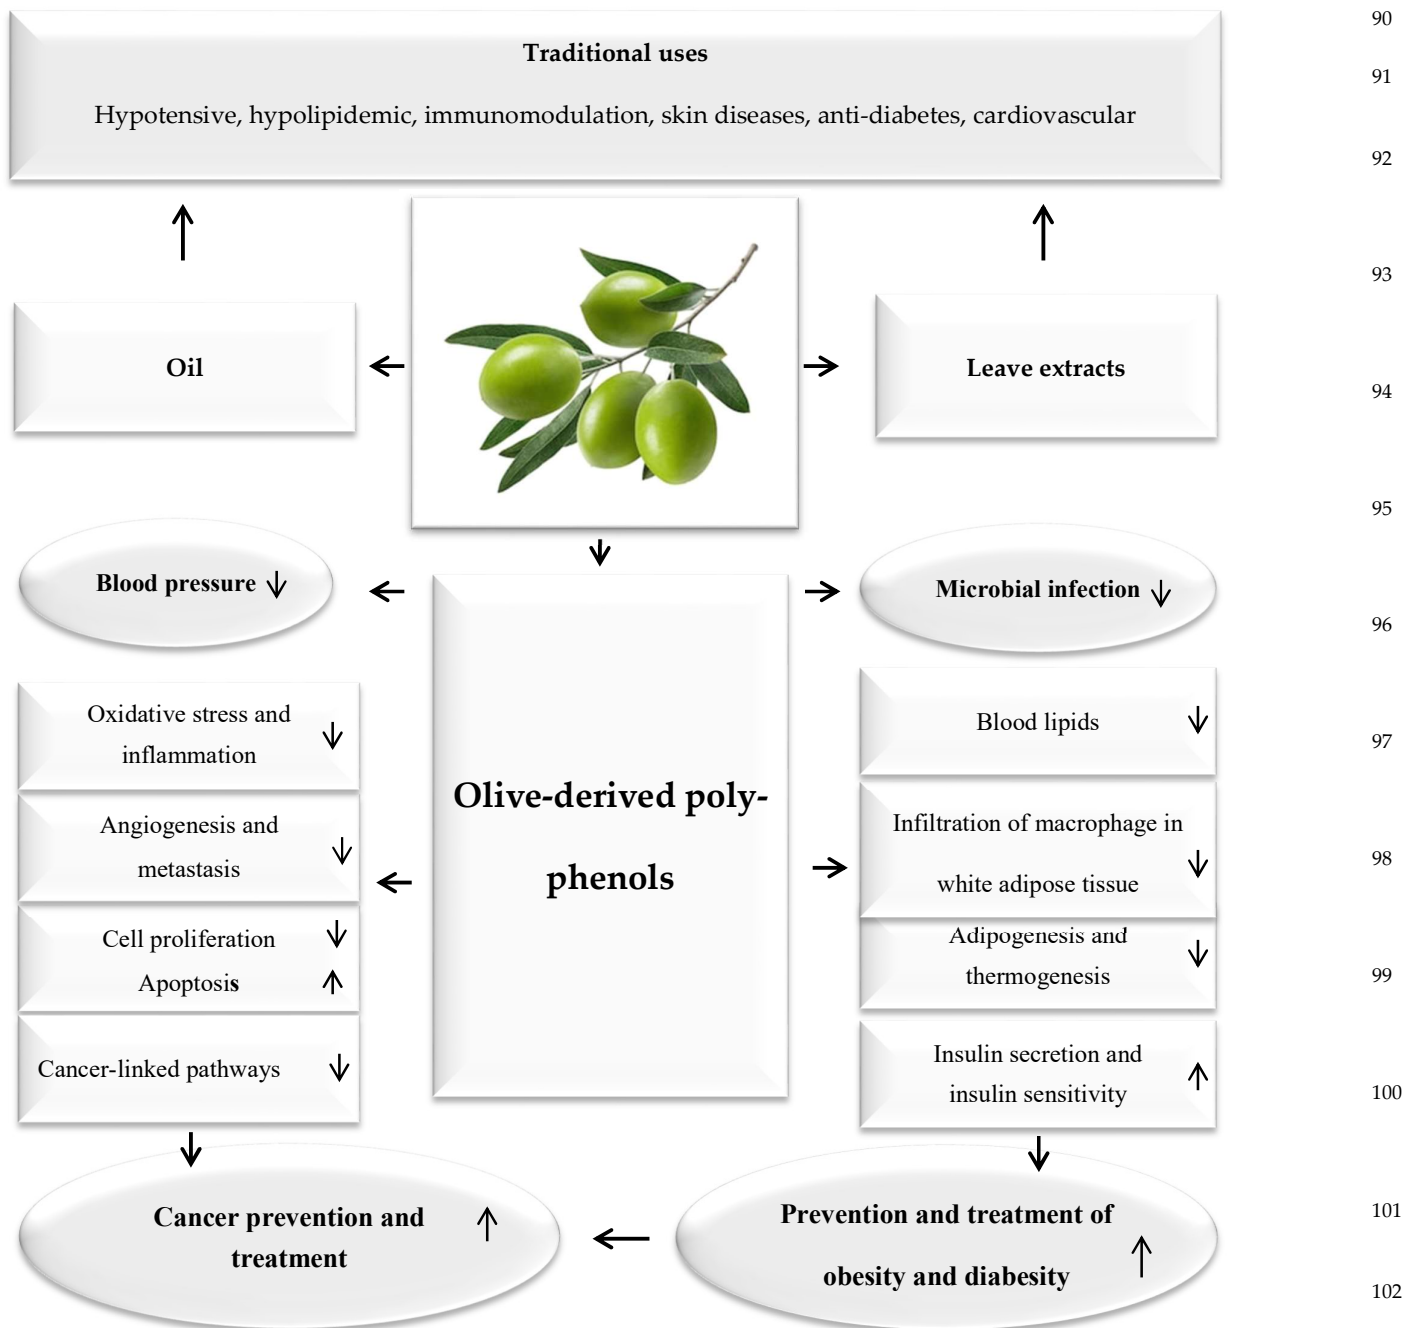 90
Traditional uses
91
Hypotensive, hypolipidemic, immunomodulation, skin diseases, anti-diabetes, cardiovascular
92
93
Oil
Leave extracts
94
95
Blood pressure ↓
Microbial infection ↓
96
Oxidative stress and
inflammation ↓
Angiogenesis and
metastasis ↓
Cell proliferation ↓
Apoptosis ↑
Cancer-linked pathways ↓
Olive-derived poly-
phenols
Blood lipids ↓
97
Infiltration of macrophage in
white adipose tissue ↓
98
Adipogenesis and
thermogenesis ↓
99
Insulin secretion and
insulin sensitivity ↑
100
Cancer prevention and
treatment ↑
Prevention and treatment of
obesity and diabesity ↑
101
102